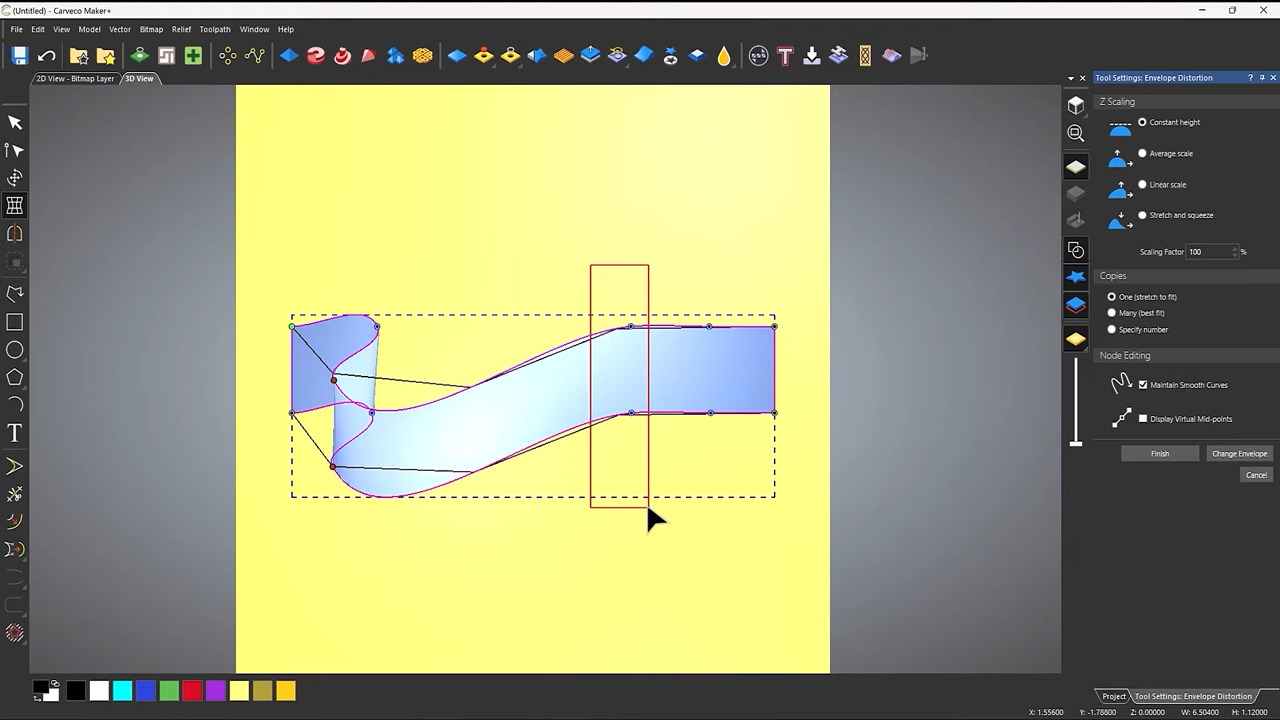 (Untitled) - Carveco Maker+
File Edit View Model Vector Bitmap Relief Toolpath Window Help
2D View - Bitmap Layer 3D View
Tool Settings: Envelope Distortion
Z Scaling
Constant height
Average scale
Linear scale
Stretch and squeeze
Scaling Factor 100 %
Copies
One (stretch to fit)
Many (best fit)
Specify number
Node Editing
Maintain Smooth Curves
Display Virtual Mid-points
Finish Change Envelope
Cancel
Project Tool Settings: Envelope Distortion
X: 1.55600 Y: -1.78800 Z: 0.00000 W: 6.50400 H: 1.12000